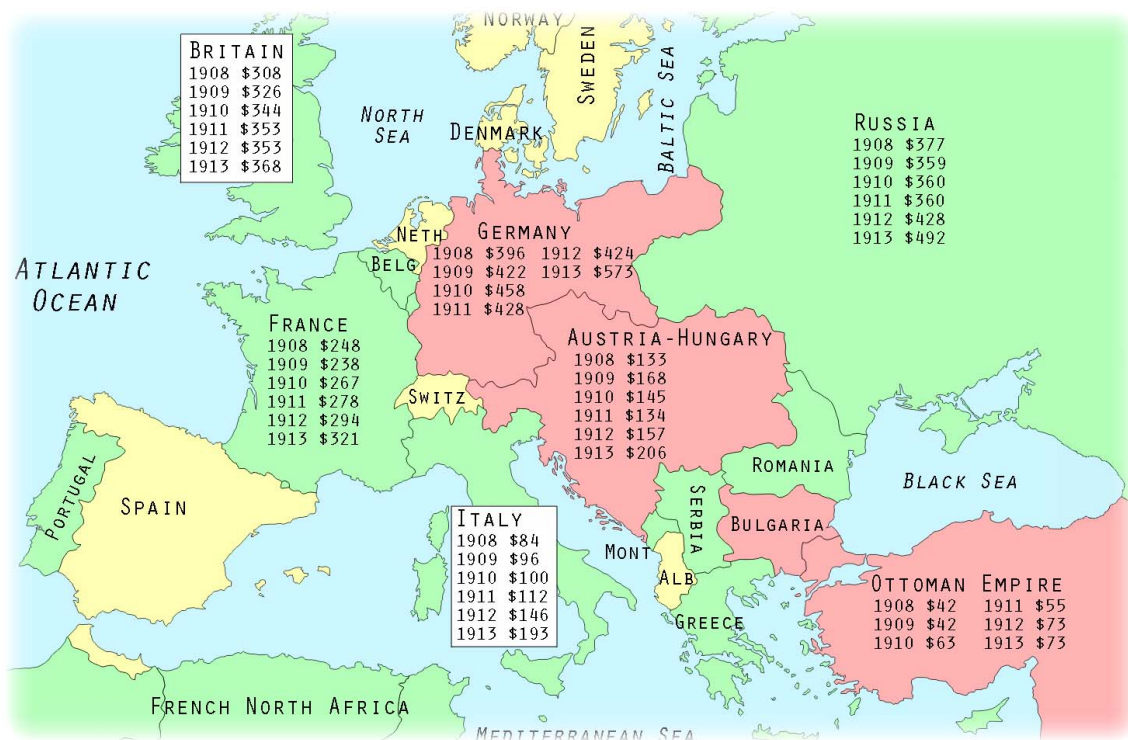 NORWAY
SWEDEN
BALTIC SEA
BRITAIN
1908 $308
1909 $326
1910 $344
1911 $353
1912 $353
1913 $368
NORTH
SEA
DENMARK
RUSSIA
1908 $377
1909 $359
1910 $360
1911 $360
1912 $428
1913 $492
NETH
GERMANY
1908 $396 1912 $424
1909 $422 1913 $573
1910 $458
1911 $428
BELG
ATLANTIC
OCEAN
FRANCE
1908 $248
1909 $238
1910 $267
1911 $278
1912 $294
1913 $321
AUSTRIA-HUNGARY
1908 $133
1909 $168
1910 $145
1911 $134
1912 $157
1913 $206
SWITZ
PORTUGAL
SPAIN
ROMANIA
BLACK SEA
SERBIA
BULGARIA
ITALY
1908 $84
1909 $96
1910 $100
1911 $112
1912 $146
1913 $193
MONT
ALB
GREECE
OTTOMAN EMPIRE
1908 $42 1911 $55
1909 $42 1912 $73
1910 $63 1913 $73
FRENCH NORTH AFRICA
MEDITERRANEAN SEA